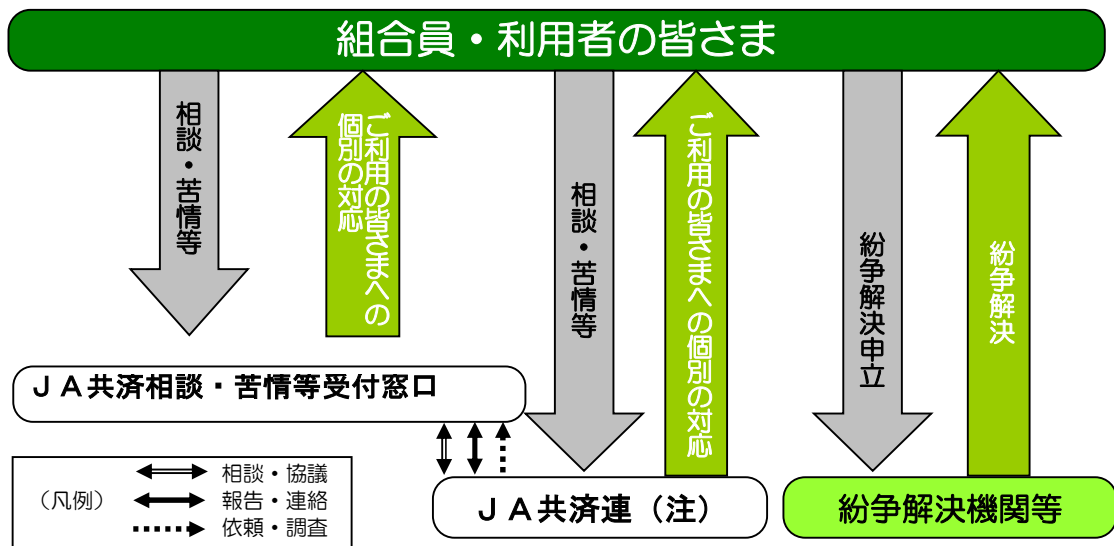 組合員・利用者の皆さま
相談・苦情等
ご利用の皆さまへの
個別の対応
相談・苦情等
ご利用の皆さまへの個別の対応
紛争解決申立
紛争解決
ＪＡ共済相談・苦情等受付窓口
ＪＡ共済連（注）
紛争解決機関等
（凡例）
相談・協議
報告・連絡
依頼・調査